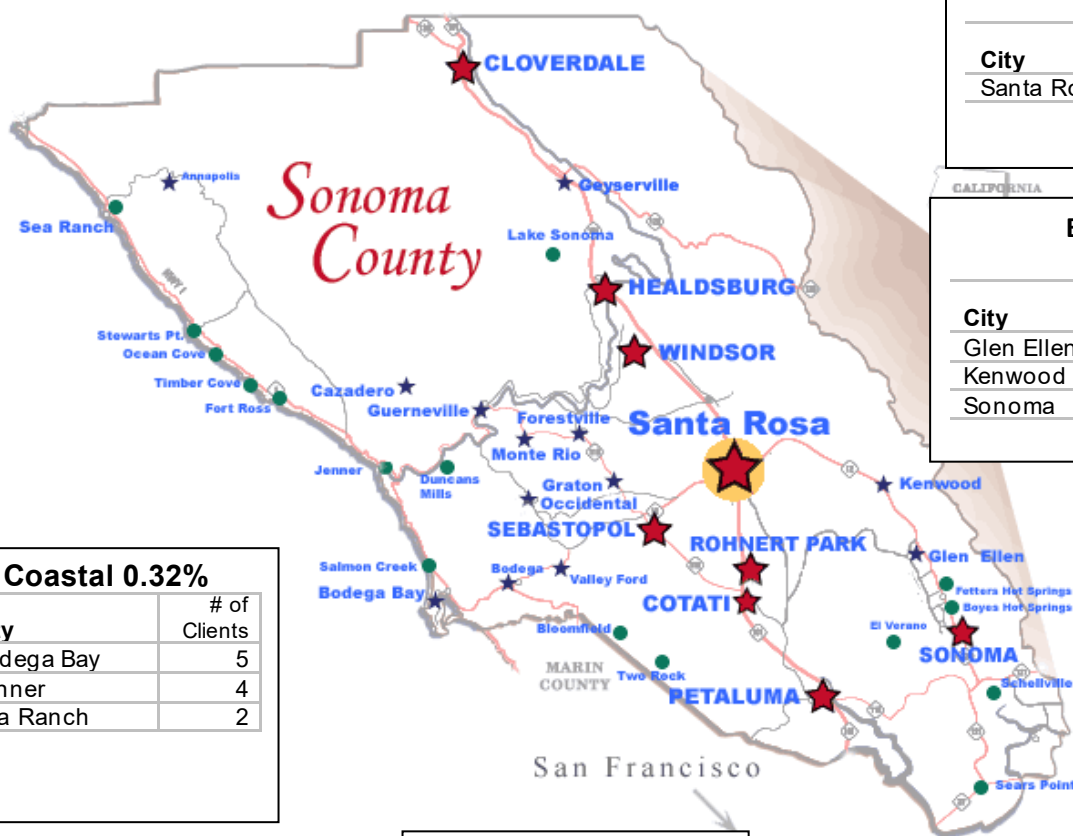 CLOVERDALE
City
Santa Ro
Sonoma
County
Annapolis
Geyserville
CALIFORNIA
Sea Ranch
Lake Sonoma
E
HWY 1
HEALDSBURG
City
Glen Ellen
Kenwood
Sonoma
Stewarts Pt.
Ocean Cove
WINDSOR
Timber Cove
Cazadero
Fort Ross
Guerneville
Forestville
Santa Rosa
Monte Rio
Jenner
Duncans
Mills
Graton
Kenwood
Occidental
SEBASTOPOL
ROHNERT PARK
Glen Ellen
Coastal 0.32%
Salmon Creek
Bodega
Valley Ford
Fetters Hot Springs
Bodega Bay
COTATI
Boyes Hot Springs
# of
y Clients
dega Bay 5
nner 4
a Ranch 2
Bloomfield
El Verano
SONOMA
MARIN
COUNTY
Two Rock
PETALUMA
Schellville
San Francisco
Sears Point